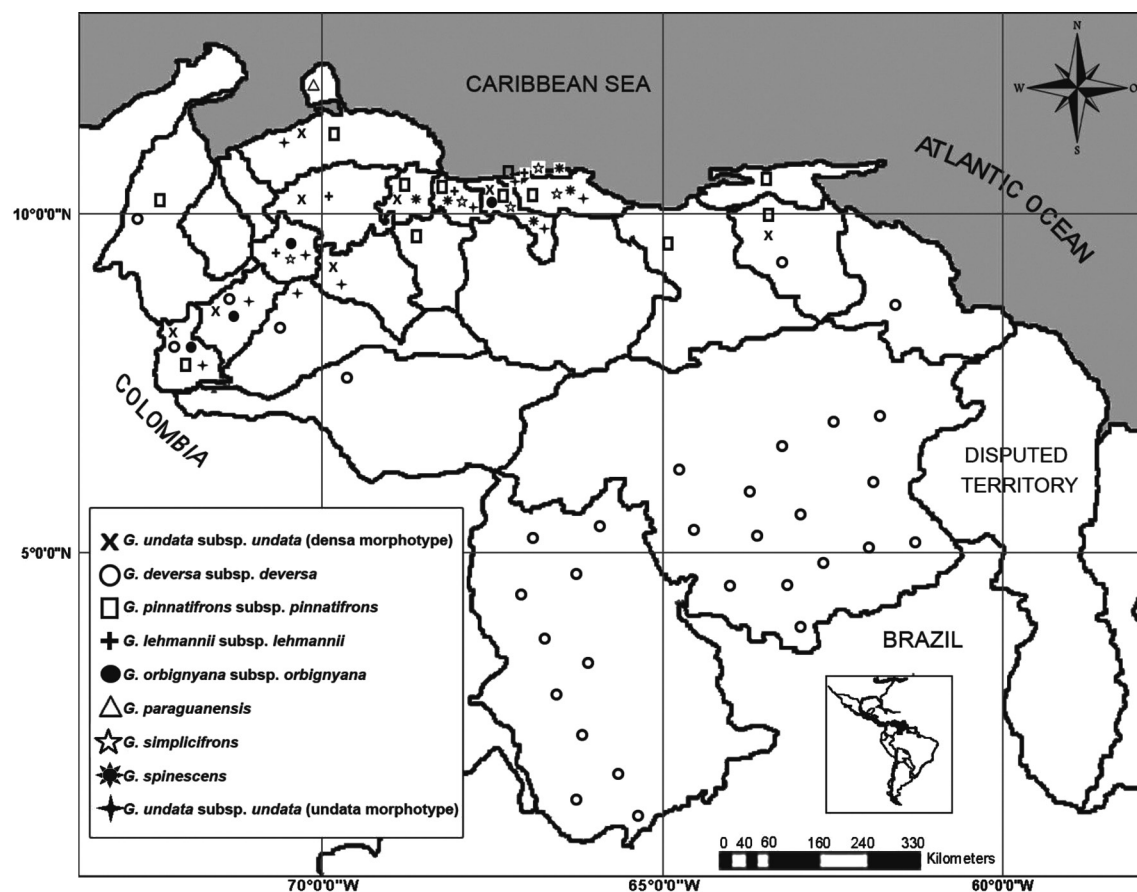 N
CARIBBEAN SEA
W
O
S
ATLANTIC OCEAN
10°0'0"N
COLOMBIA
DISPUTED
TERRITORY
G. undata subsp. undata (densa morphotype)
5°0'0"N
G. deversa subsp. deversa
G. pinnatifrons subsp. pinnatifrons
G. lehmannii subsp. lehmannii
BRAZIL
G. orbignyana subsp. orbignyana
G. paraguanensis
G. simplicifrons
G. spinescens
G. undata subsp. undata (undata morphotype)
0 40 60 160 240 330
Kilometers
70°0'0"W 65°0'0"W 60°0'0"W